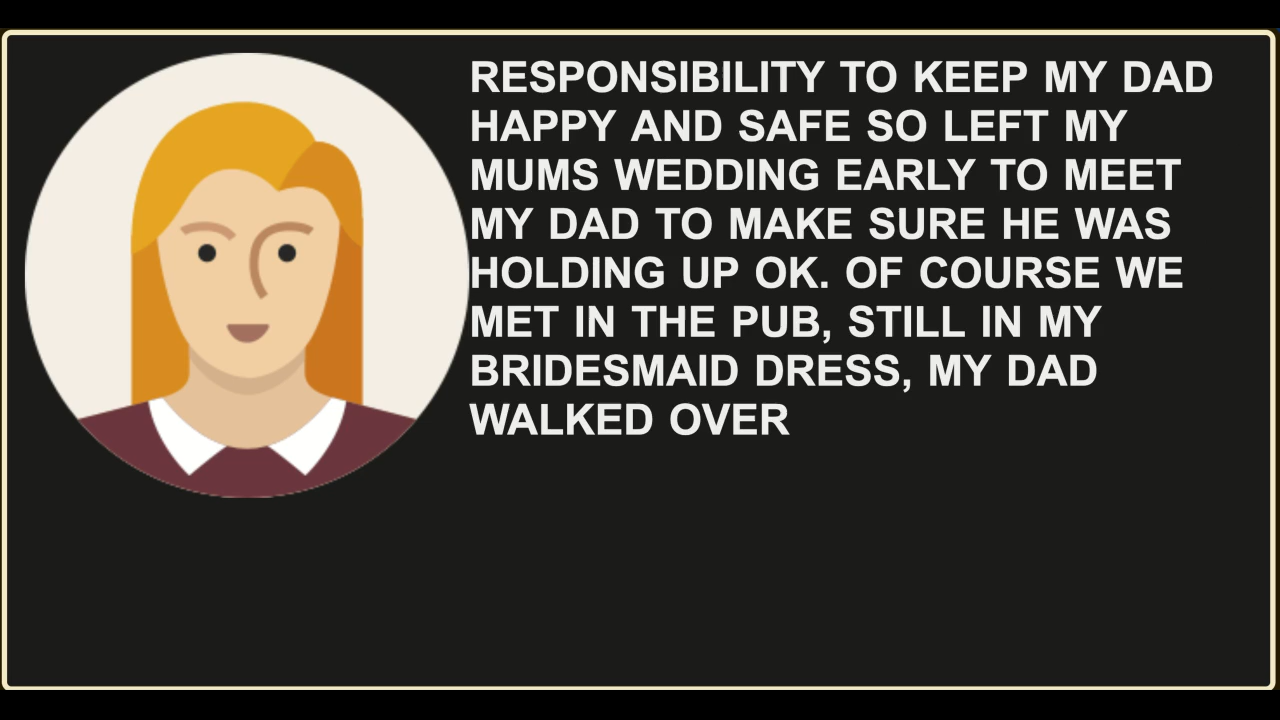 RESPONSIBILITY TO KEEP MY DAD
HAPPY AND SAFE SO LEFT MY
MUMS WEDDING EARLY TO MEET
MY DAD TO MAKE SURE HE WAS
HOLDING UP OK. OF COURSE WE
MET IN THE PUB, STILL IN MY
BRIDESMAID DRESS, MY DAD
WALKED OVER